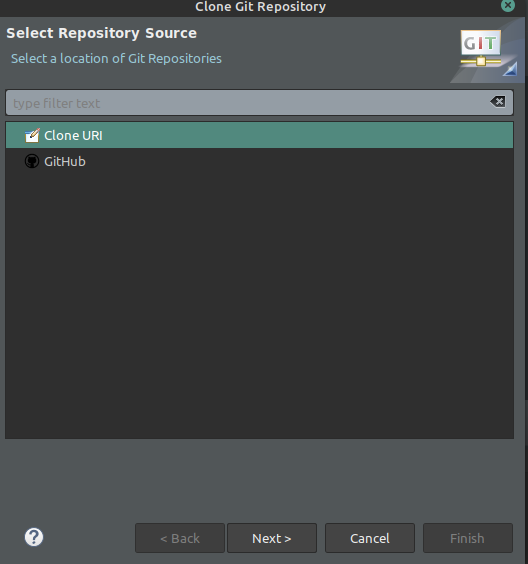 Clone Git Repository
Select Repository Source
Select a location of Git Repositories
GIT
type filter text
Clone URI
GitHub
?
< Back
Next >
Cancel
Finish